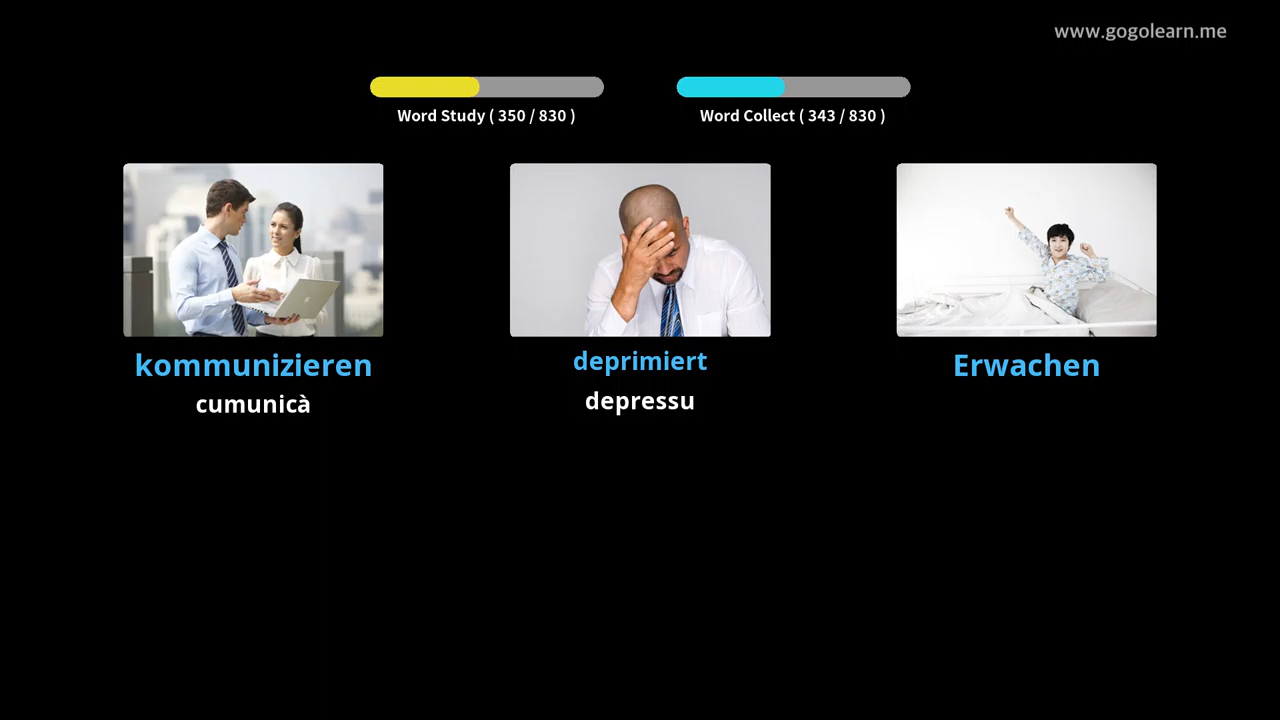 www.gogolearn.me
Word Study ( 350 / 830 )
Word Collect ( 343 / 830 )
kommunizieren
cumunicà
deprimiert
depressu
Erwachen